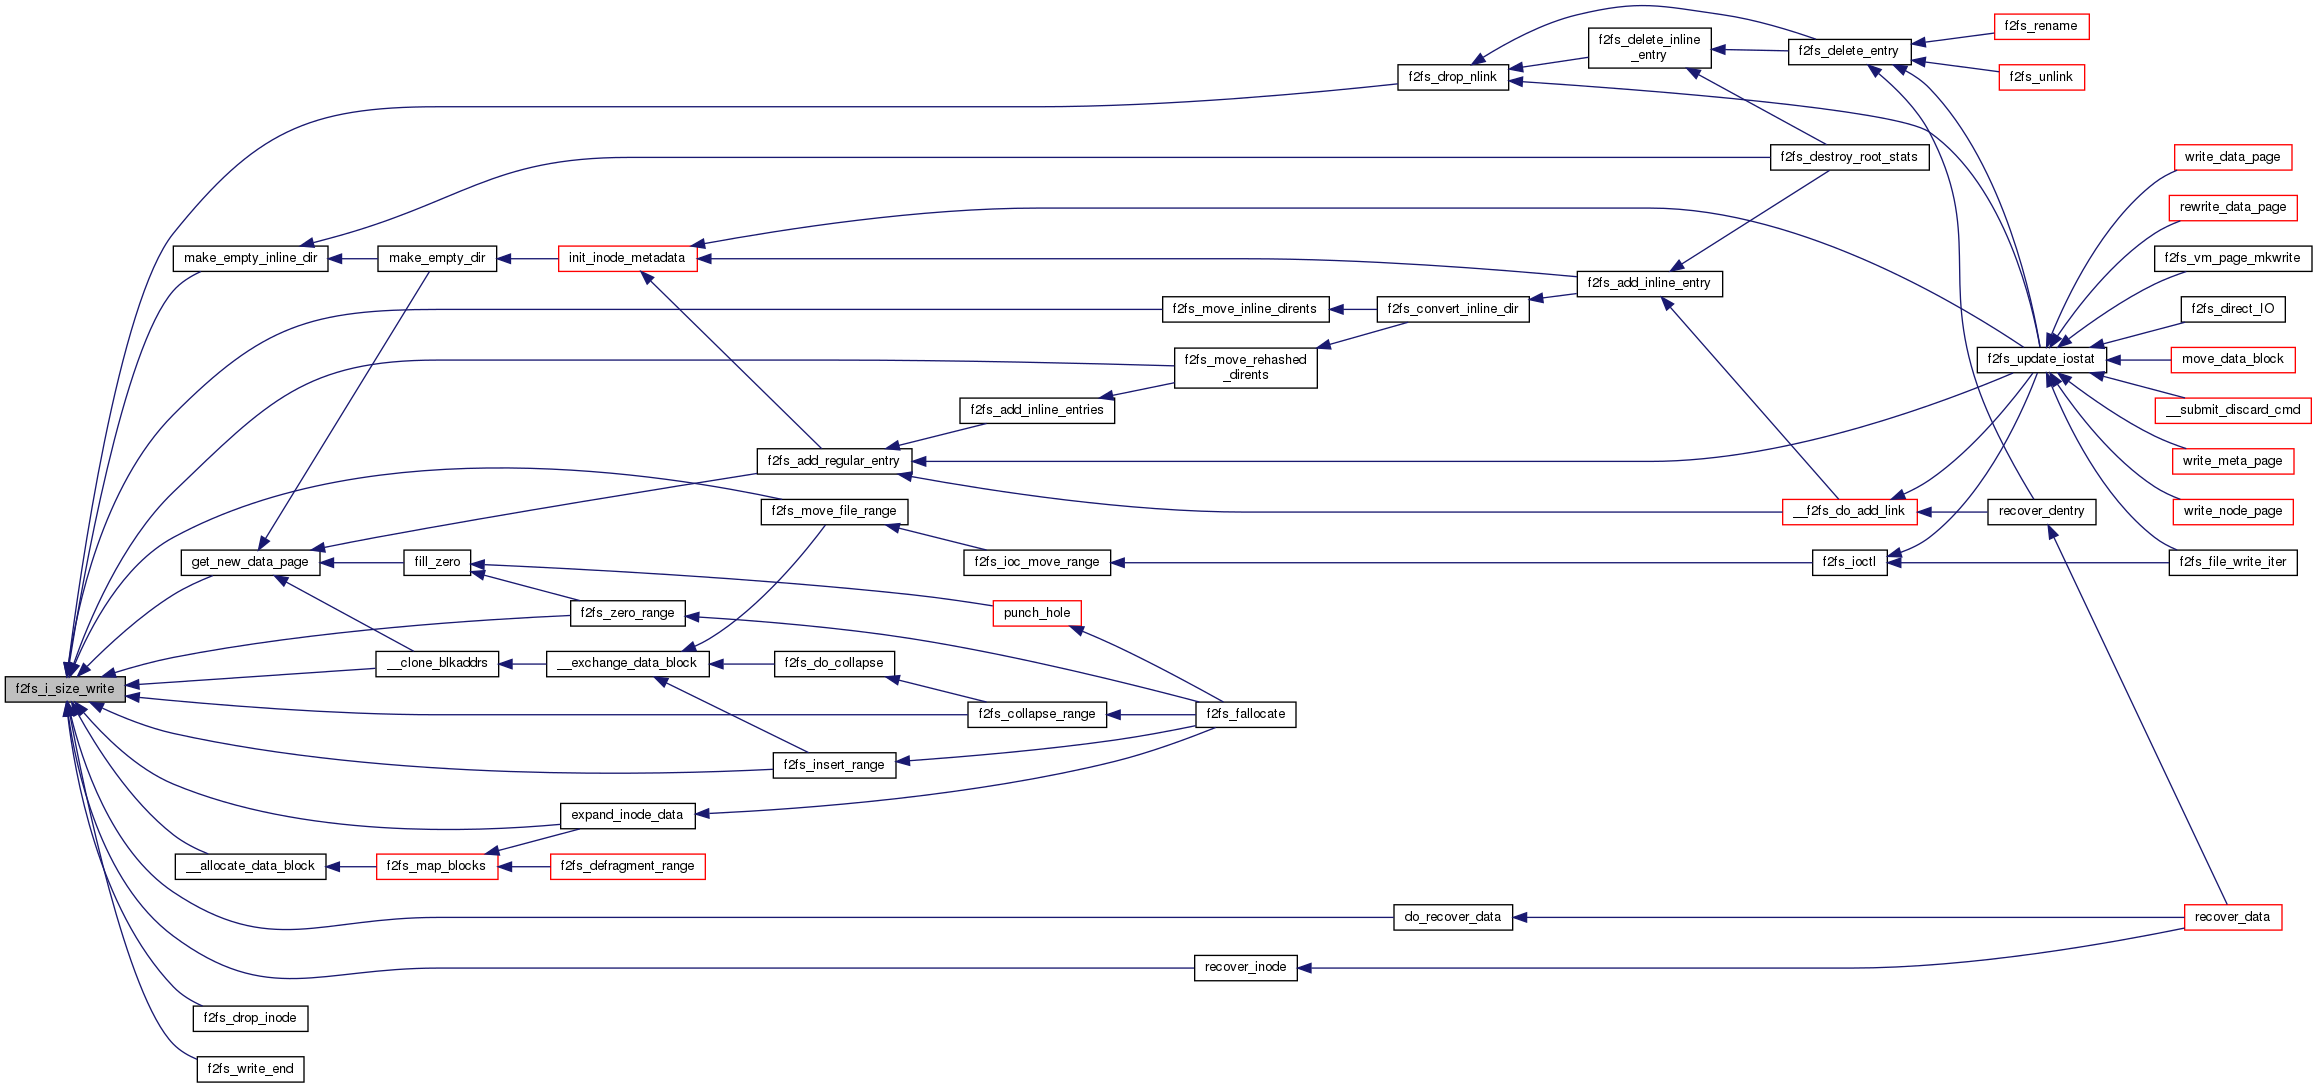 f2fs_rename
f2fs_delete_inline
_entry
f2fs_delete_entry
f2fs_drop_nlink
f2fs_unlink
f2fs_destroy_root_stats
write_data_page
rewrite_data_page
make_empty_inline_dir
make_empty_dir
init_inode_metadata
f2fs_vm_page_mkwrite
f2fs_add_inline_entry
f2fs_move_inline_dirents
f2fs_convert_inline_dir
f2fs_direct_IO
f2fs_move_rehashed
_dirents
f2fs_update_iostat
move_data_block
f2fs_add_inline_entries
__submit_discard_cmd
f2fs_add_regular_entry
write_meta_page
f2fs_move_file_range
__f2fs_do_add_link
recover_dentry
write_node_page
get_new_data_page
fill_zero
f2fs_ioc_move_range
f2fs_ioctl
f2fs_file_write_iter
f2fs_zero_range
punch_hole
__clone_blkaddrs
__exchange_data_block
f2fs_do_collapse
f2fs_i_size_write
f2fs_collapse_range
f2fs_fallocate
f2fs_insert_range
expand_inode_data
__allocate_data_block
f2fs_map_blocks
f2fs_defragment_range
do_recover_data
recover_data
recover_inode
f2fs_drop_inode
f2fs_write_end